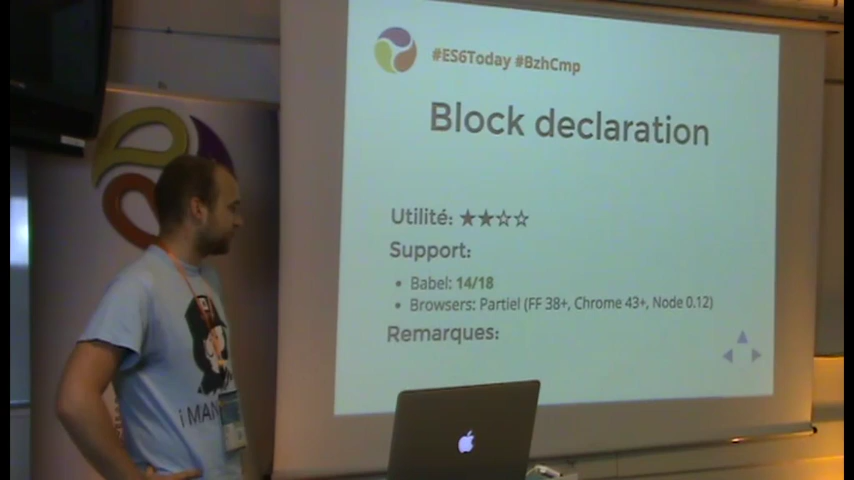 #ES6Today #BzhCmp
Block declaration
Utilité: ★★☆☆
Support:
• Babel: 14/18
• Browsers: Partiel (FF 38+, Chrome 43+, Node 0.12)
Remarques:
i MAN